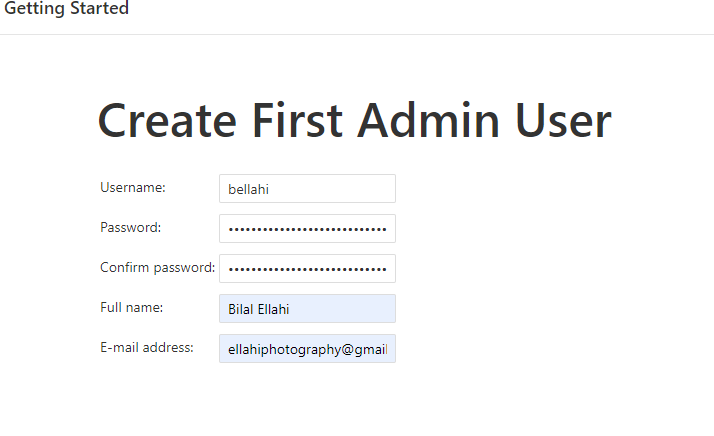 Getting Started
Create First Admin User
Username: bellahi
Password: ••••••••••••••••••••••••••••
Confirm password: ••••••••••••••••••••••••••••
Full name: Bilal Ellahi
E-mail address: ellahiphotography@gmail